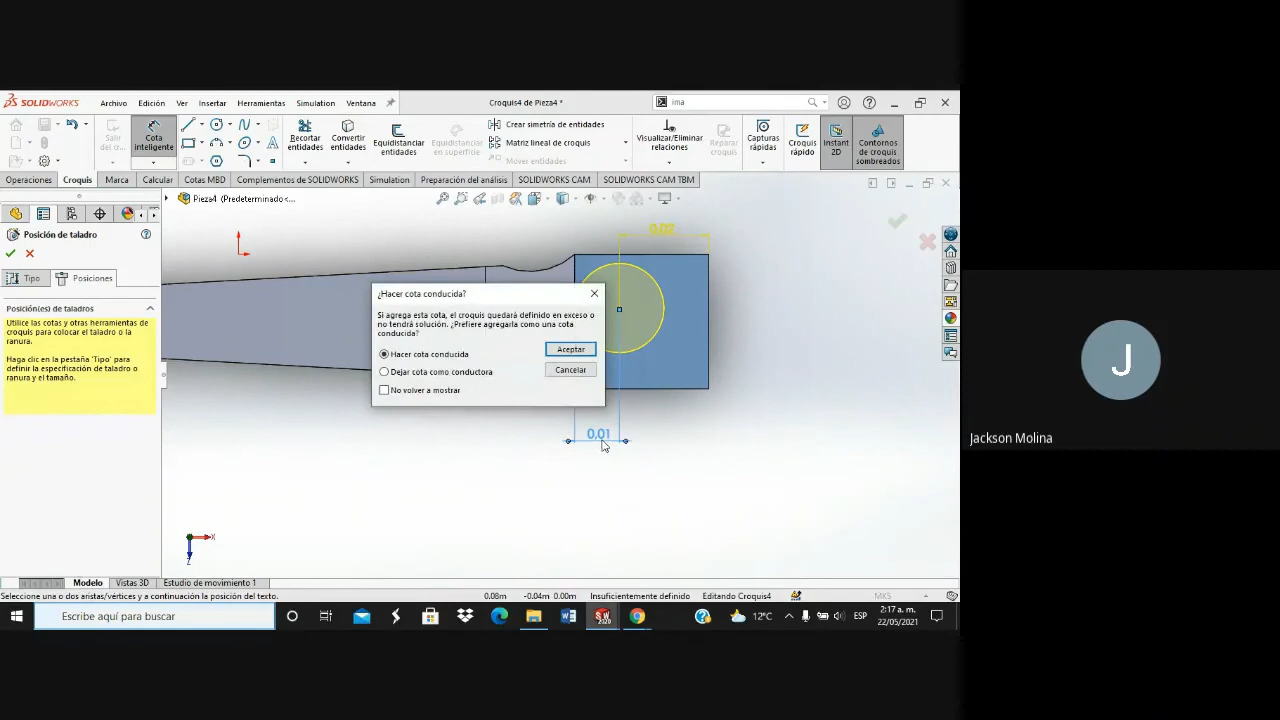 SOLIDWORKS
Archivo Edición Ver Insertar Herramientas Simulation Ventana
Croquis4 de Pieza4 *
ima
Cota inteligente
Recortar entidades
Convertir entidades
Equidistanciar entidades
Equidistanciar en superficie
Crear simetría de entidades
Matriz lineal de croquis
Mover entidades
Visualizar/Eliminar relaciones
Reparar croquis
Capturas rápidas
Croquis rápido
Instant 2D
Contornos de croquis sombreados
Salir del cr...
Operaciones Croquis Marca Calcular Cotas MBD Complementos de SOLIDWORKS Simulation Preparación del análisis SOLIDWORKS CAM SOLIDWORKS CAM TBM
Pieza4 (Predeterminado<...
Posición de taladro
Tipo Posiciones
Posición(es) de taladros
Utilice las cotas y otras herramientas de
croquis para colocar el taladro o la
ranura.
Haga clic en la pestaña 'Tipo' para
definir la especificación de taladro o
ranura y el tamaño.
0,02
¿Hacer cota conducida?
Si agrega esta cota, el croquis quedará definido en exceso o
no tendrá solución. ¿Prefiere agregarla como una cota
conducida?
Hacer cota conducida
Dejar cota como conductora
No volver a mostrar
Aceptar
Cancelar
0,01
X
Z
Modelo Vistas 3D Estudio de movimiento 1
Seleccione una o dos aristas/vértices y a continuación la posición del texto.
0.08m -0.04m 0.00m Insuficientemente definido Editando Croquis4 MKS
Escribe aquí para buscar
12°C ESP
2:17 a. m.
22/05/2021
J
Jackson Molina